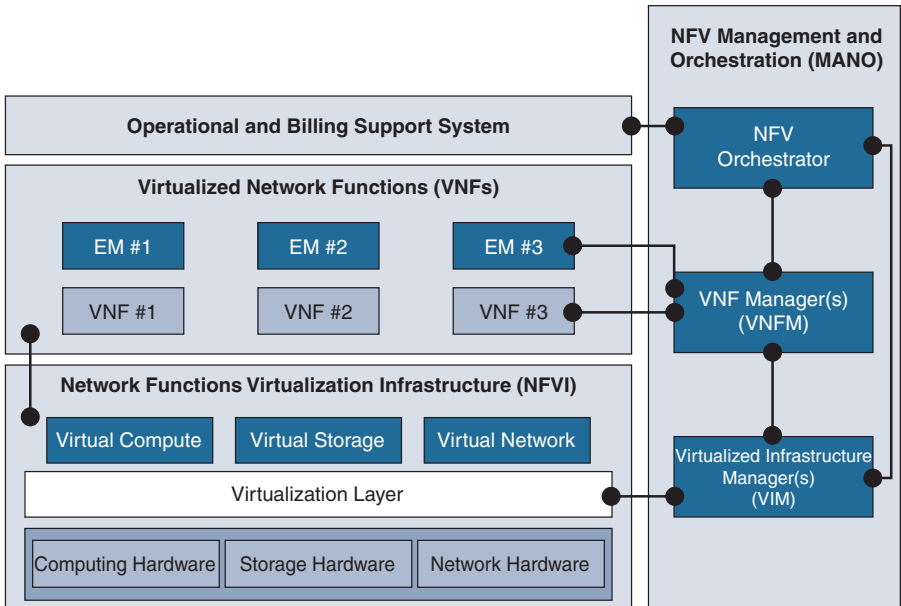 NFV Management and
Orchestration (MANO)
Operational and Billing Support System
NFV
Orchestrator
Virtualized Network Functions (VNFs)
EM #1
EM #2
EM #3
VNF #1
VNF #2
VNF #3
VNF Manager(s)
(VNFM)
Network Functions Virtualization Infrastructure (NFVI)
Virtual Compute
Virtual Storage
Virtual Network
Virtualization Layer
Virtualized Infrastructure
Manager(s)
(VIM)
Computing Hardware
Storage Hardware
Network Hardware